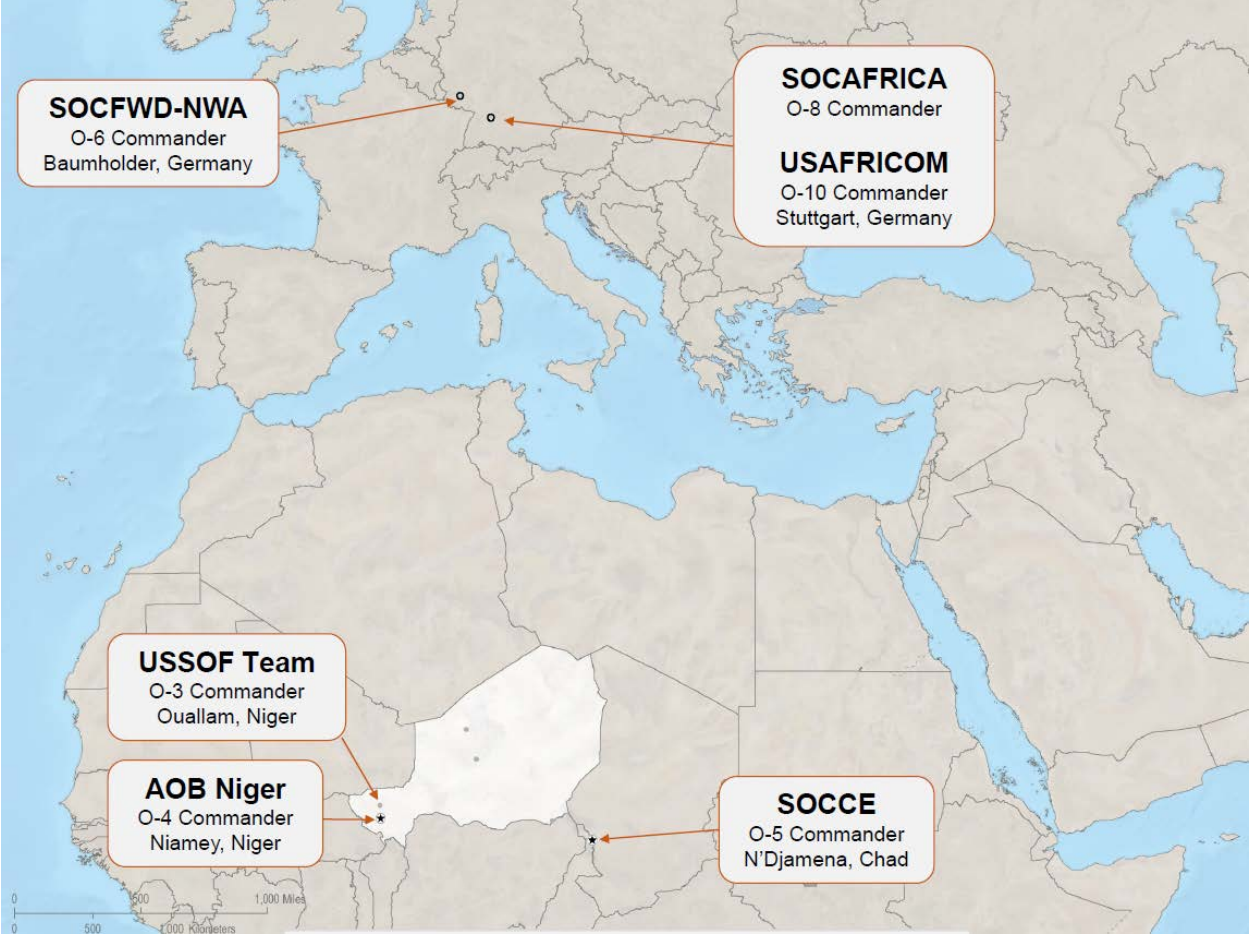 SOCFWD-NWA
O-6 Commander
Baumholder, Germany
SOCAFRICA
O-8 Commander
USAFRICOM
O-10 Commander
Stuttgart, Germany
USSOF Team
O-3 Commander
Ouallam, Niger
AOB Niger
O-4 Commander
Niamey, Niger
SOCCE
O-5 Commander
N'Djamena, Chad
0 500 1,000 Miles
0 500 1,000 Kilometers